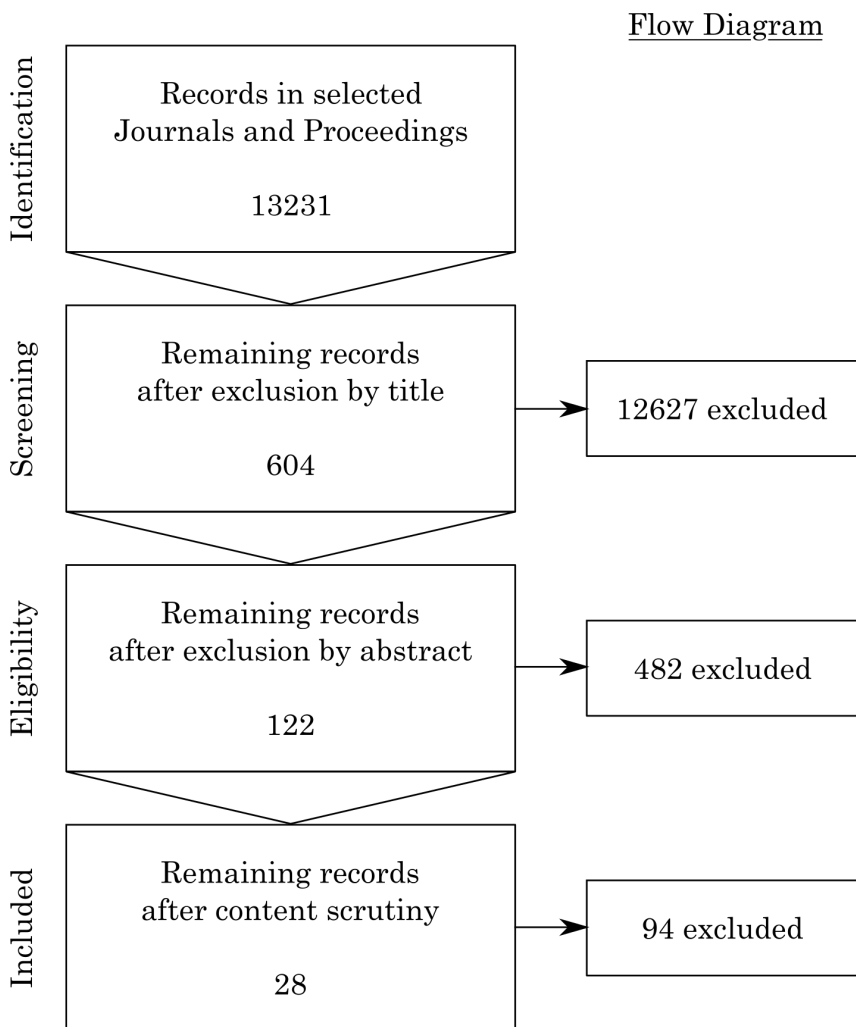 Flow Diagram
Identification
Records in selected
Journals and Proceedings
13231
Screening
Remaining records
after exclusion by title
604
12627 excluded
Eligibility
Remaining records
after exclusion by abstract
122
482 excluded
Included
Remaining records
after content scrutiny
28
94 excluded